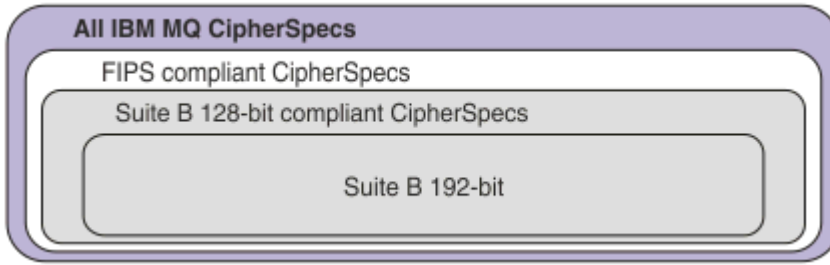 All IBM MQ CipherSpecs
FIPS compliant CipherSpecs
Suite B 128-bit compliant CipherSpecs
Suite B 192-bit